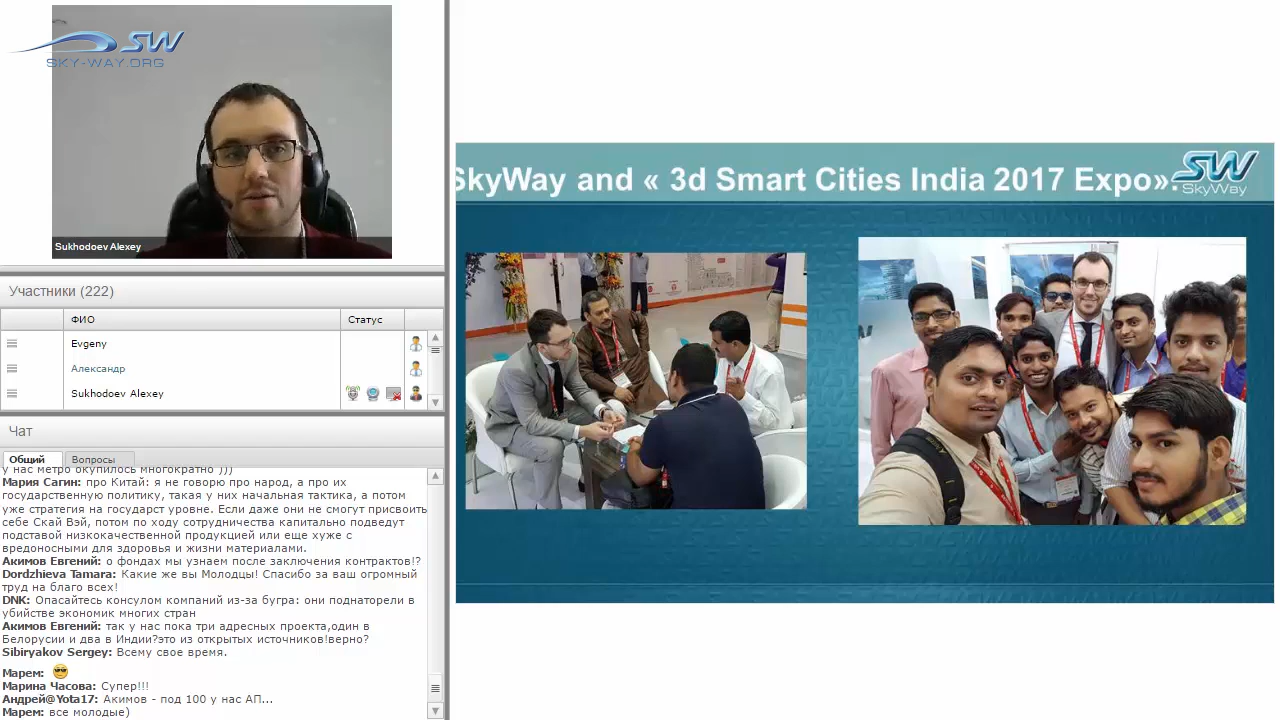 SW
SKY-WAY.ORG
Sukhodoev Alexey
Участники (222)
ФИО
Статус
Evgeny
Александр
Sukhodoev Alexey
Чат
Общий
Вопросы
у нас метро окупилось многократно )))
Мария Сагин: про Китай: я не говорю про народ, а про их
государственную политику, такая у них начальная тактика, а потом
уже стратегия на государст уровне. Если даже они не смогут присвоить
себе Скай Вэй, потом по ходу сотрудничества капитально подведут
подставой низкокачественной продукцией или еще хуже с
вредоносными для здоровья и жизни материалами.
Акимов Евгений: о фондах мы узнаем после заключения контрактов!?
Dordzhieva Tamara: Какие же вы Молодцы! Спасибо за ваш огромный
труд на благо всех!
DNK: Опасайтесь консулом компаний из-за бугра: они поднаторели в
убийстве экономик многих стран
Акимов Евгений: так у нас пока три адресных проекта,один в
Белорусии и два в Индии?это из открытых источников!верно?
Sibiryakov Sergey: Всему свое время.
Марем:
Марина Часова: Супер!!!
Андрей@Yota17: Акимов - под 100 у нас АП...
Марем: все молодые)
SkyWay and « 3d Smart Cities India 2017 Expo».
SW
SkyWay